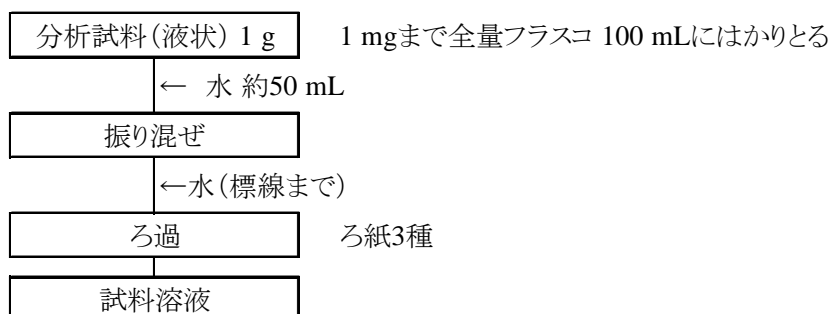 分析試料（液状） 1 g　1 mgまで全量フラスコ 100 mLにはかりとる
← 水 約50 mL
振り混ぜ
←水（標線まで）
ろ過　ろ紙3種
試料溶液